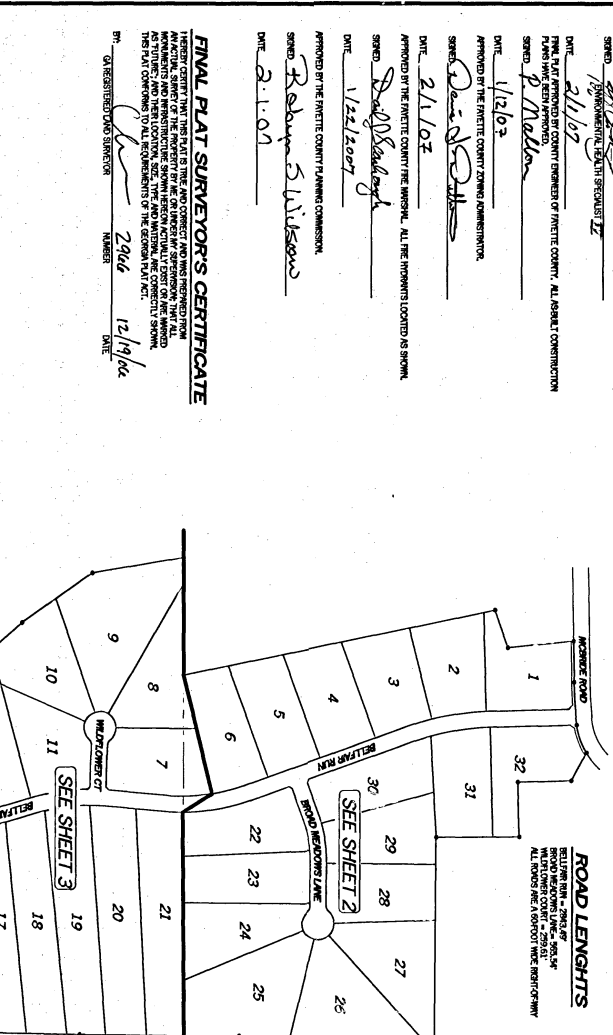 SIGNED
ENVIRONMENTAL HEALTH SPECIALIST IV
DATE 2/1/07
FINAL PLAT APPROVED BY COUNTY ENGINEER OF FAYETTE COUNTY. ALL AS-BUILT CONSTRUCTION
PLANS HAVE BEEN APPROVED.
SIGNED P. Mallon
DATE 1/12/07
APPROVED BY THE FAYETTE COUNTY ZONING ADMINISTRATOR.
SIGNED
DATE 2/1/07
APPROVED BY THE FAYETTE COUNTY FIRE MARSHAL. ALL FIRE HYDRANTS LOCATED AS SHOWN.
SIGNED
DATE 1/22/2007
APPROVED BY THE FAYETTE COUNTY PLANNING COMMISSION.
SIGNED Robyn S Wilson
DATE 2.1.07
FINAL PLAT SURVEYOR'S CERTIFICATE
I HEREBY CERTIFY THAT THIS PLAT IS TRUE AND CORRECT AND WAS PREPARED FROM
AN ACTUAL SURVEY OF THE PROPERTY BY ME OR UNDER MY SUPERVISION; THAT ALL
MONUMENTS AND INFRASTRUCTURE SHOWN HEREON ACTUALLY EXIST OR ARE MARKED
AS "FUTURE", AND THEIR LOCATION, SIZE, TYPE AND MATERIAL ARE CORRECTLY SHOWN.
THIS PLAT CONFORMS TO ALL REQUIREMENTS OF THE GEORGIA PLAT ACT.
BY: 2966 12/19/06
GA REGISTERED LAND SURVEYOR NUMBER DATE
ROAD LENGHTS
BELLFAIR RUN = 2843.49'
BROAD MEADOWS LANE= 565.54'
WILDFLOWER COURT = 259.61'
ALL ROADS ARE A 60-FOOT WIDE RIGHT-OF-WAY
MCBRIDE ROAD
1
32
2
31
3
BELLFAIR RUN
30
29
28
27
4
SEE SHEET 2
5
BROAD MEADOWS LANE
26
6
22
23
24
25
8
7
9
WILDFLOWER CT
21
10
11
SEE SHEET 3
20
BELLFAI
19
18
17